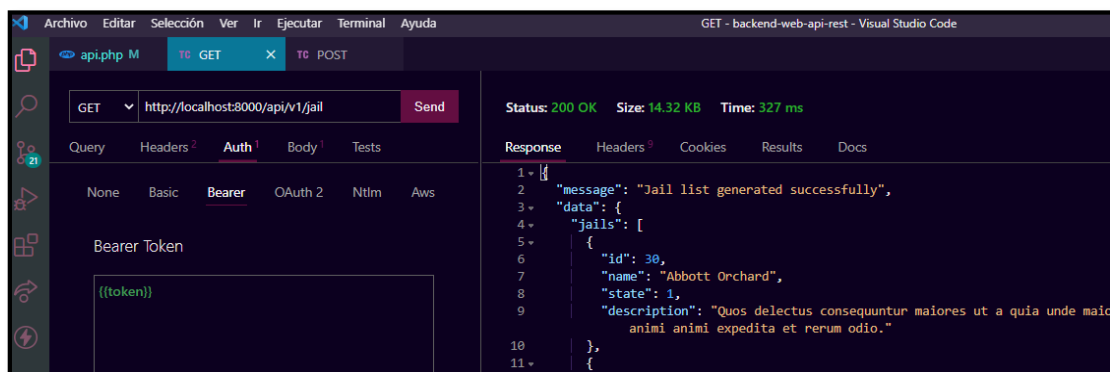 Archivo Editar Selección Ver Ir Ejecutar Terminal Ayuda GET - backend-web-api-rest - Visual Studio Code
php api.php M TC GET × TC POST
GET http://localhost:8000/api/v1/jail Send
Query Headers 2 Auth 1 Body 1 Tests
None Basic Bearer OAuth 2 Ntlm Aws
Bearer Token
{{token}}
21
Status: 200 OK Size: 14.32 KB Time: 327 ms
Response Headers 9 Cookies Results Docs
1 {
2 "message": "Jail list generated successfully",
3 "data": {
4 "jails": [
5 {
6 "id": 30,
7 "name": "Abbott Orchard",
8 "state": 1,
9 "description": "Quos delectus consequuntur maiores ut a quia unde maio
animi animi expedita et rerum odio."
10 },
11 {